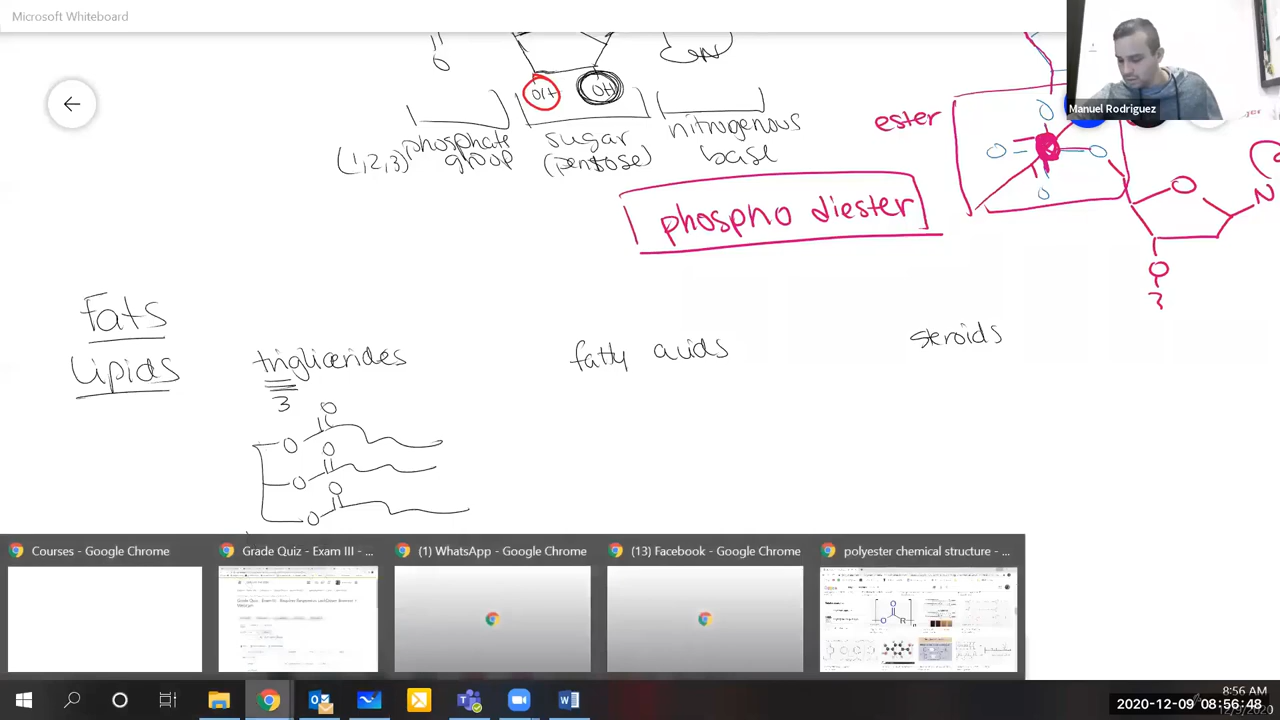 Microsoft Whiteboard
Manuel Rodriguez
OH OH
(1,2,3) phosphate group
sugar (pentose)
nitrogenous base
ester
O
O
O
O
O
N
O
3
phospho diester
Fats
Lipids
triglicerides
3
fatty acids
steroids
O
O
O
O
O
O
Courses - Google Chrome
Grade Quiz - Exam III - ...
(1) WhatsApp - Google Chrome
(13) Facebook - Google Chrome
polyester chemical structure - ...
8:56 AM
2020-12-09 08:56:48